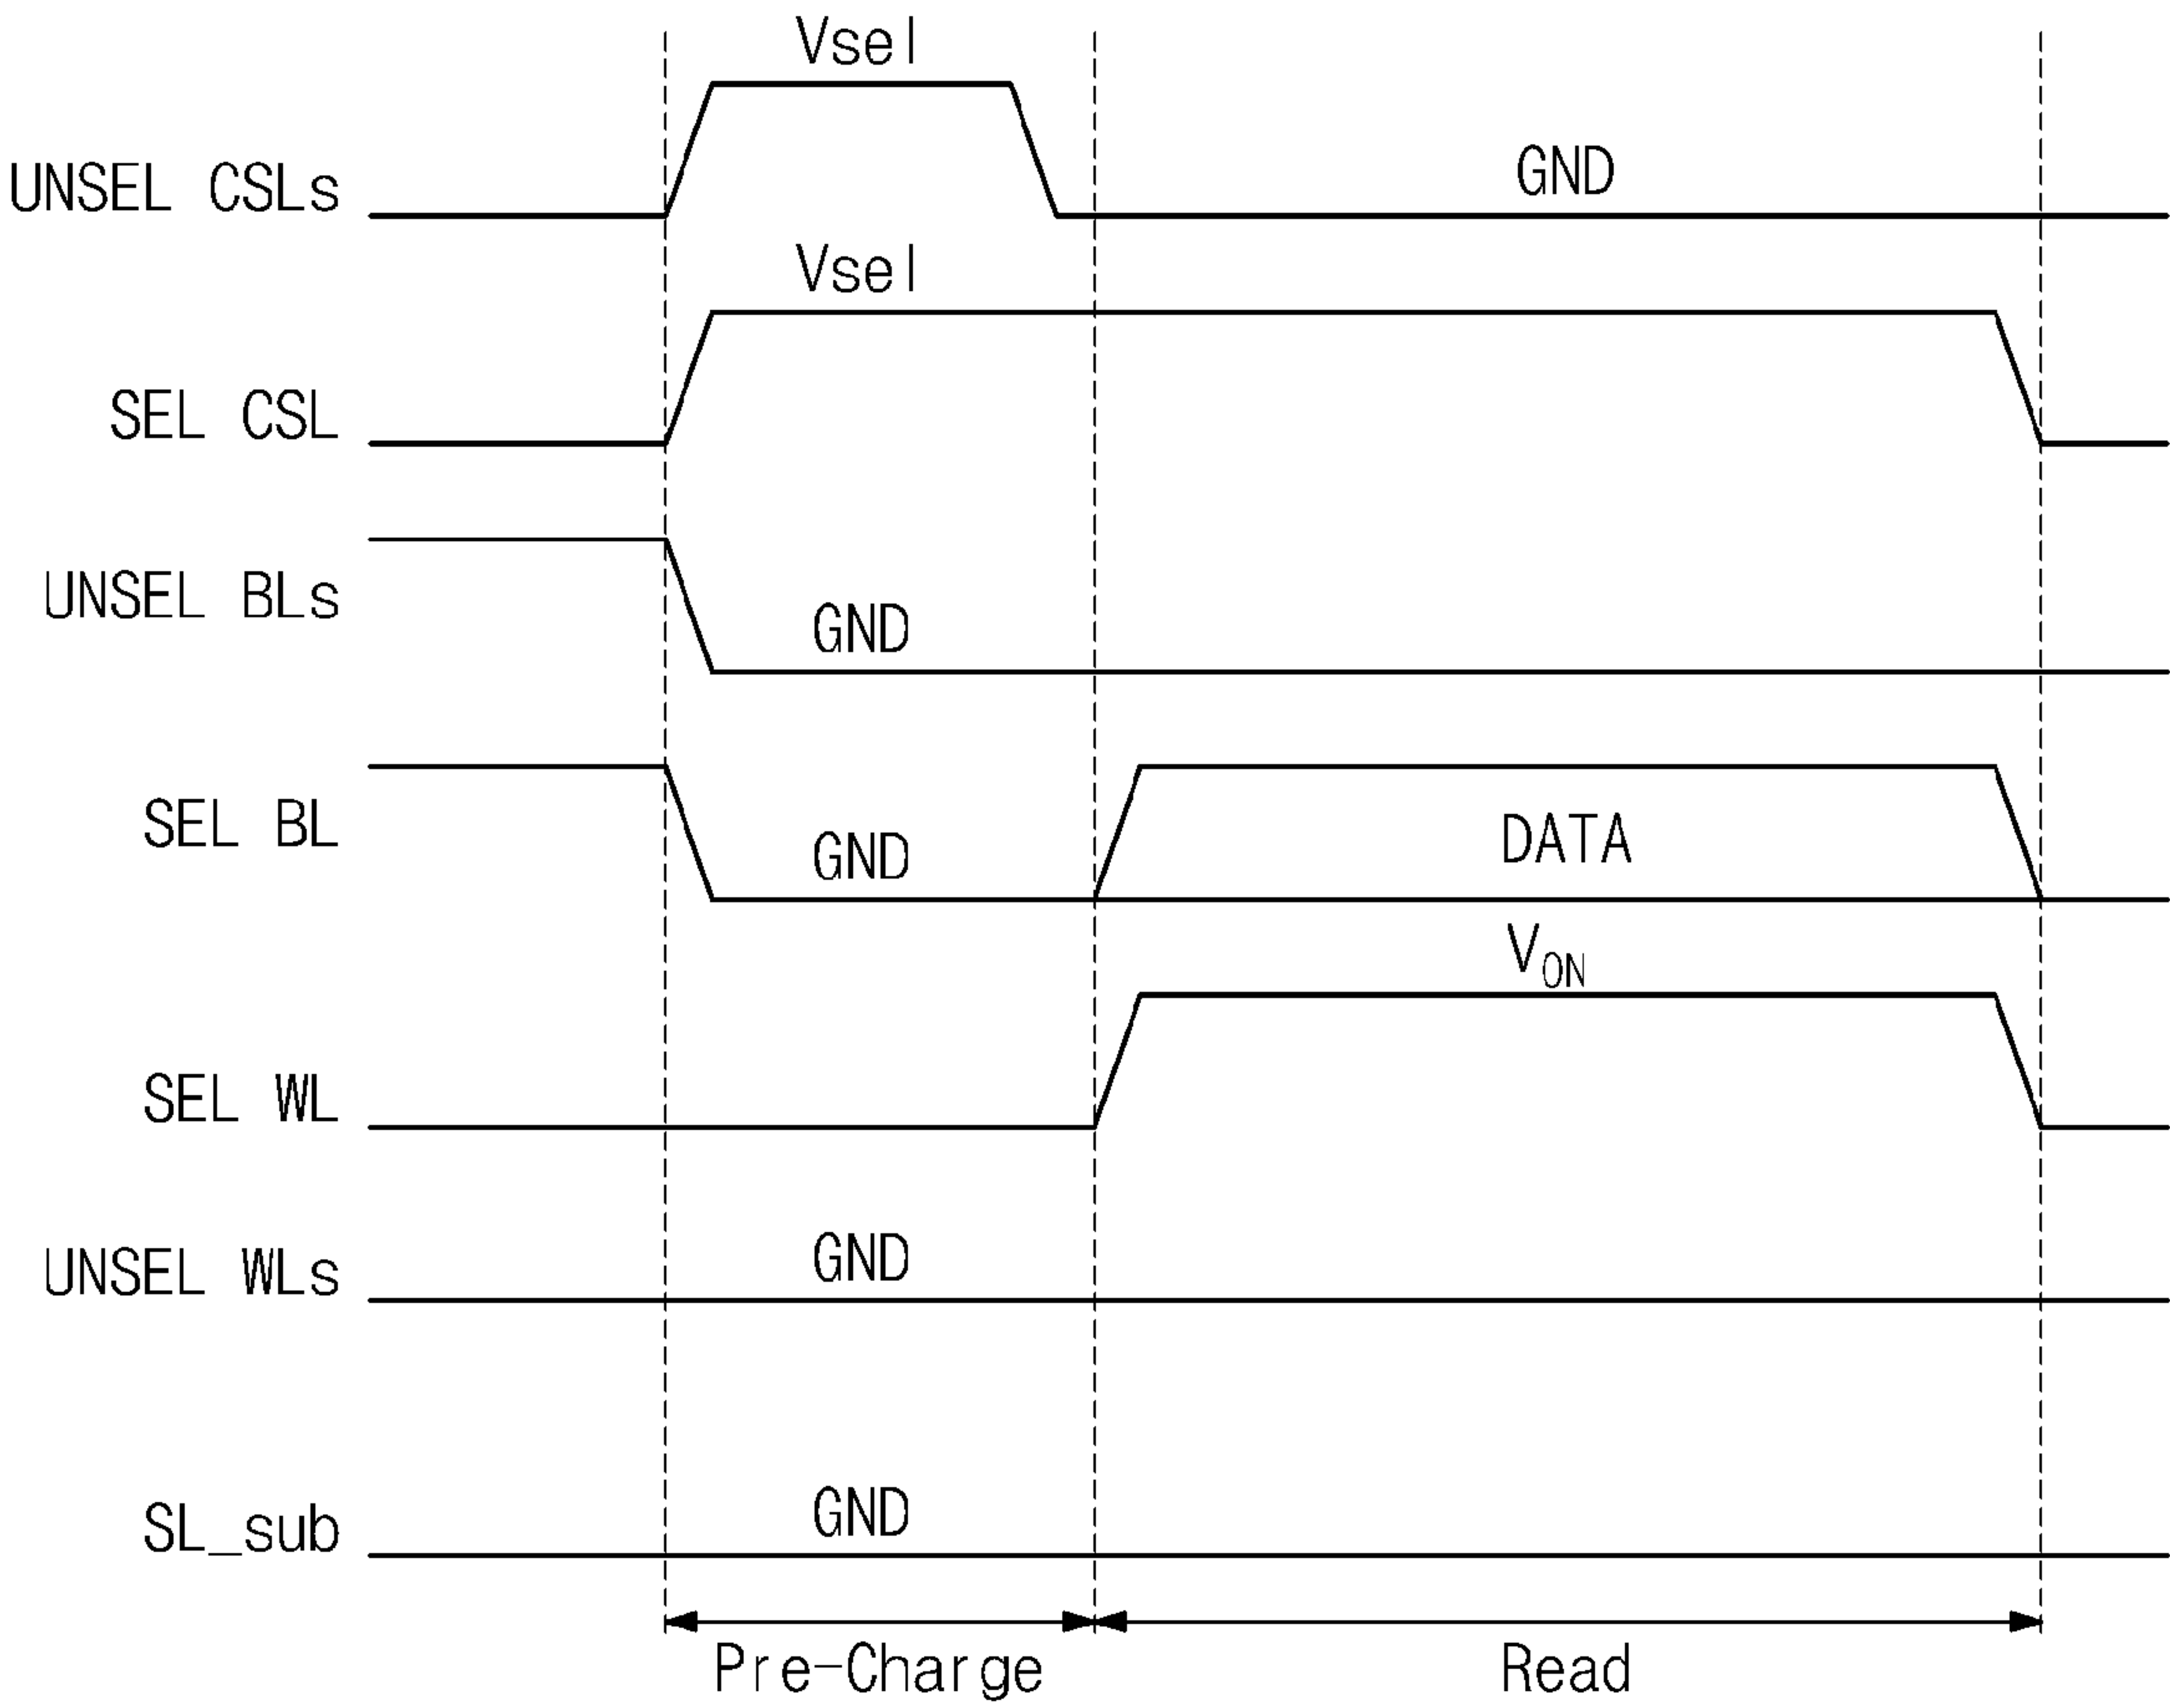 Vsel
UNSEL CSLs
GND
Vsel
SEL CSL
UNSEL BLs
GND
SEL BL
GND
DATA
VON
SEL WL
UNSEL WLs
GND
SL_sub
GND
Pre-Charge
Read